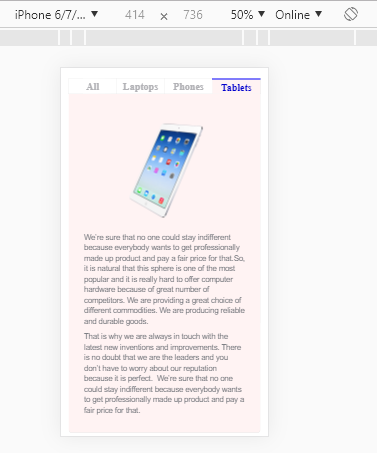 iPhone 6/7/... ▼ 414 × 736 50% ▼ Online ▼
All Laptops Phones Tablets
We're sure that no one could stay indifferent
because everybody wants to get professionally
made up product and pay a fair price for that.So,
it is natural that this sphere is one of the most
popular and it is really hard to offer computer
hardware because of great number of
competitors. We are providing a great choice of
different commodities. We are producing reliable
and durable goods.
That is why we are always in touch with the
latest new inventions and improvements. There
is no doubt that we are the leaders and you
don't have to worry about our reputation
because it is perfect. We're sure that no one
could stay indifferent because everybody wants
to get professionally made up product and pay a
fair price for that.